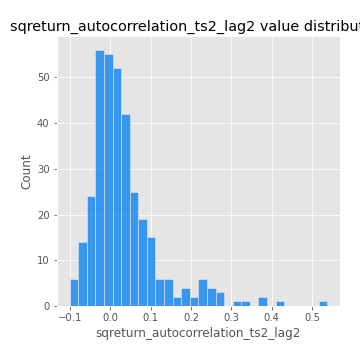 sqreturn_autocorrelation_ts2_lag2 value distribut
50
40
30
20
10
0
Count
−0.1 0.0 0.1 0.2 0.3 0.4 0.5
sqreturn_autocorrelation_ts2_lag2